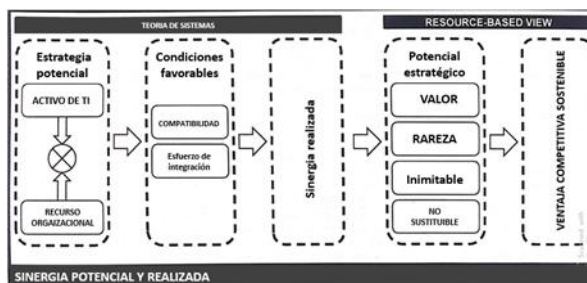 TEORIA DE SISTEMAS
RESOURCE-BASED VIEW
Estrategia
potencial
ACTIVO DE TI
RECURSO
ORGAIZACIONAL
Condiciones
favorables
COMPATIBILIDAD
Esfuerzo de
integración
Sinergia realizada
Potencial
estratégico
VALOR
RAREZA
Inimitable
NO
SUSTITUIBLE
VENTAJA COMPETITIVA SOSTENIBLE
SINERGIA POTENCIAL Y REALIZADA